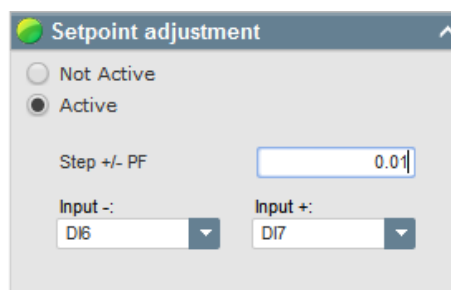 Setpoint adjustment
Not Active
Active
Step +/- PF 0.01
Input -: Input +:
DI6 DI7